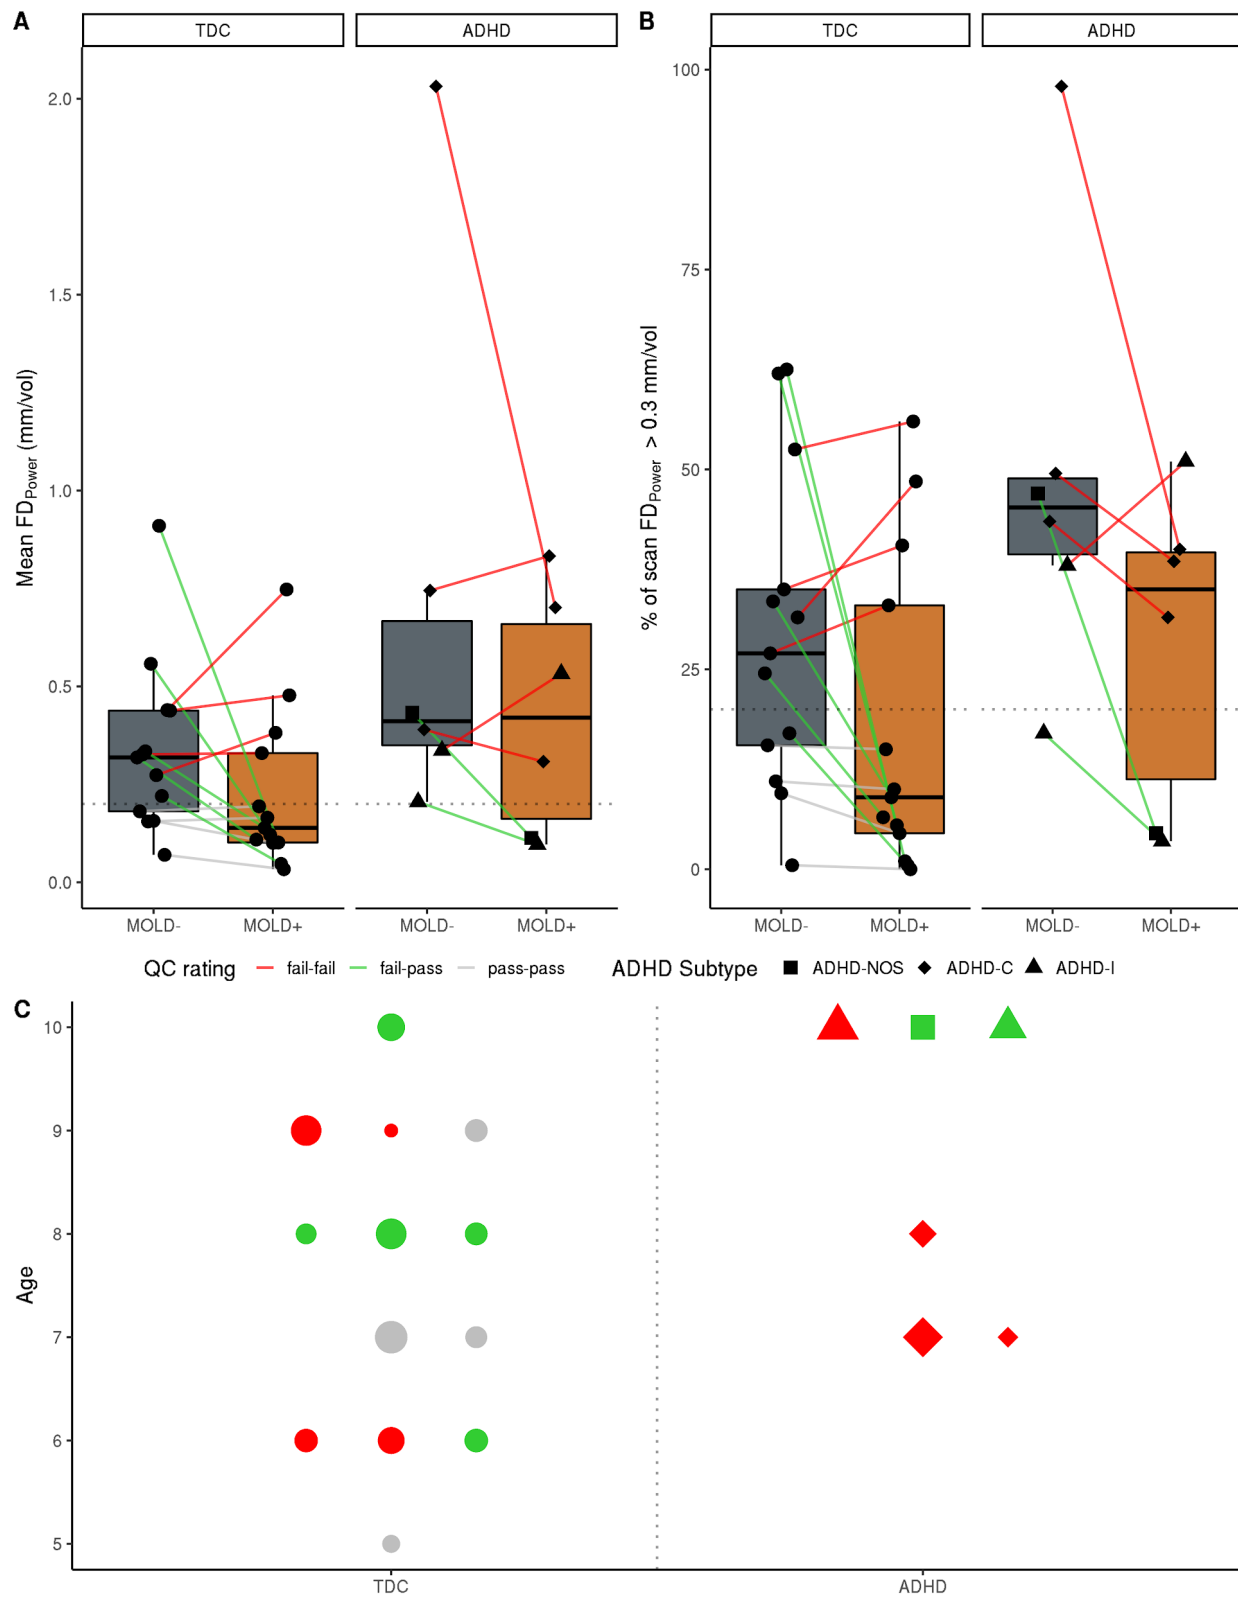 A
TDC
ADHD
Mean FDPower (mm/vol)
2.0
1.5
1.0
0.5
0.0
MOLD-
MOLD+
MOLD-
MOLD+
B
TDC
ADHD
% of scan FDPower > 0.3 mm/vol
100
75
50
25
0
MOLD-
MOLD+
MOLD-
MOLD+
QC rating fail-fail fail-pass pass-pass ADHD Subtype ADHD-NOS ADHD-C ADHD-I
C
Age
10
9
8
7
6
5
TDC
ADHD